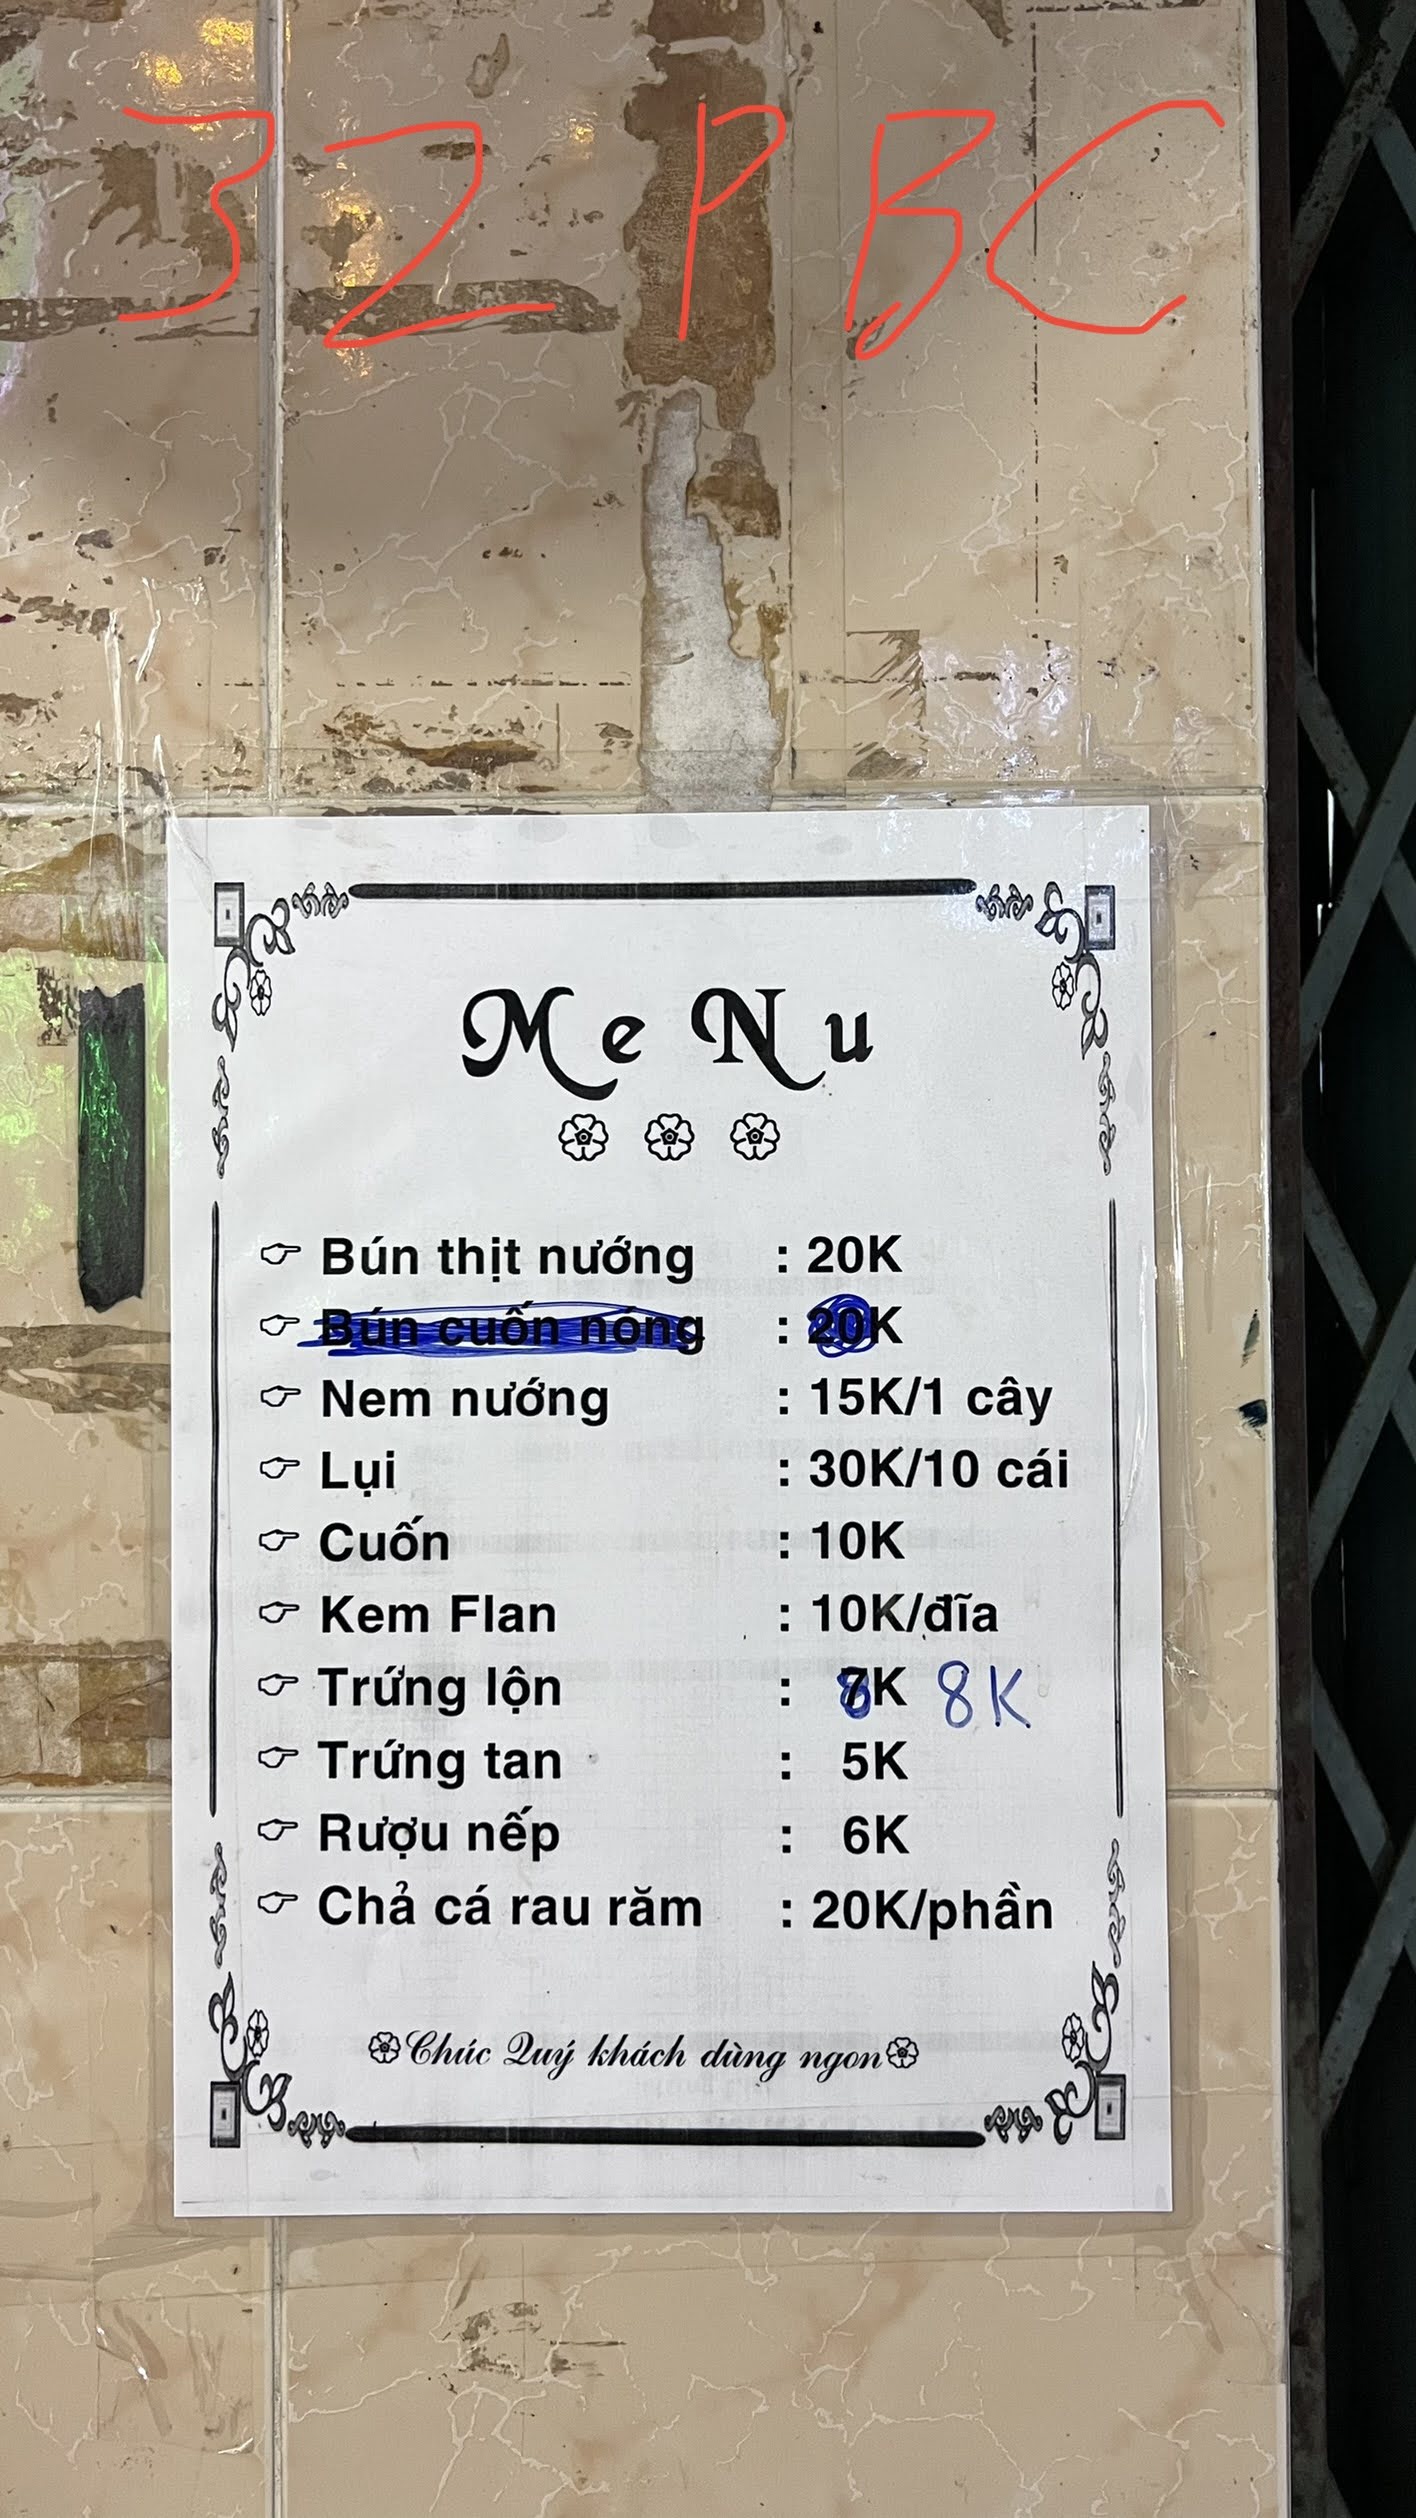 32 PBC
MeNu
Bún thịt nướng : 20K
Bún cuốn nóng : 20K
Nem nướng : 15K/1 cây
Lụi : 30K/10 cái
Cuốn : 10K
Kem Flan : 10K/đĩa
Trứng lộn : 7K 8K
Trứng tan : 5K
Rượu nếp : 6K
Chả cá rau răm : 20K/phần
Chúc Quý khách dùng ngon